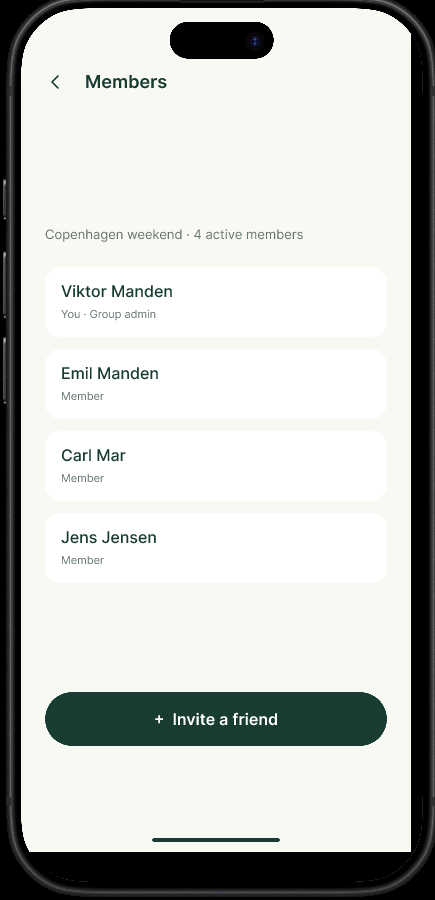 Members
Copenhagen weekend · 4 active members
Viktor Manden
You · Group admin
Emil Manden
Member
Carl Mar
Member
Jens Jensen
Member
+ Invite a friend